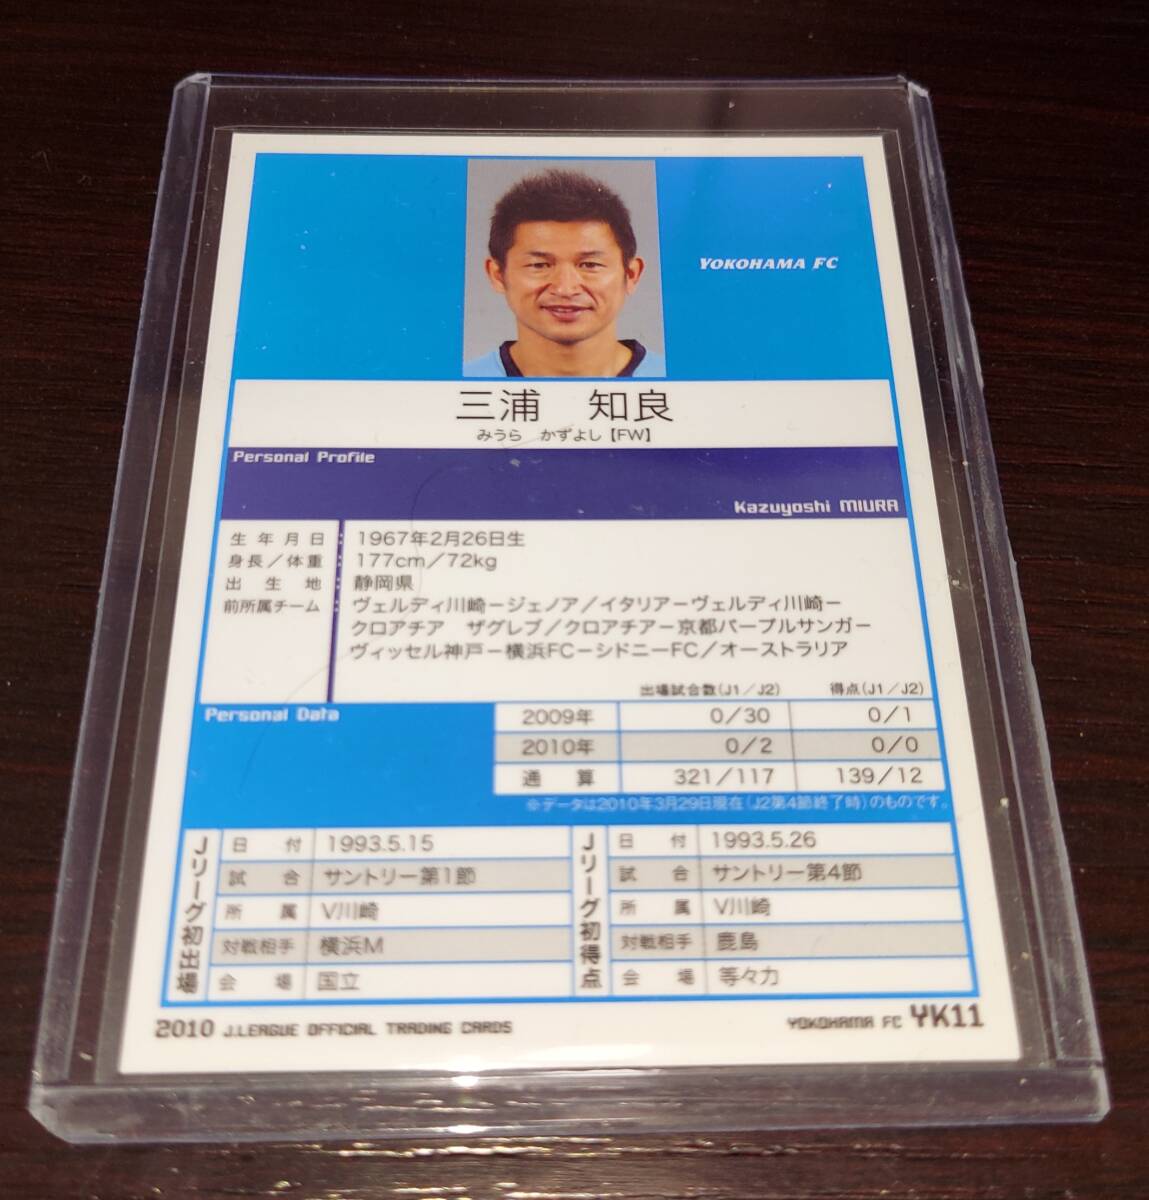 YOKOHAMA FC
三浦　知良
みうら　かずよし【FW】
Personal Profile
Kazuyoshi MIURA
生年月日 1967年2月26日生
身長／体重 177cm／72kg
出生地 静岡県
前所属チーム ヴェルディ川崎ージェノア／イタリアーヴェルディ川崎ー
クロアチア　ザグレブ／クロアチアー京都パープルサンガー
ヴィッセル神戸ー横浜FCーシドニーFC／オーストラリア
出場試合数(J1／J2) 得点(J1／J2)
Personal Data
2009年 0／30 0／1
2010年 0／2 0／0
通算 321／117 139／12
※データは2010年3月29日現在(J2第4節終了時)のものです。
Jリーグ初出場
日付 1993.5.15
試合 サントリー第1節
所属 V川崎
対戦相手 横浜M
会場 国立
Jリーグ初得点
日付 1993.5.26
試合 サントリー第4節
所属 V川崎
対戦相手 鹿島
会場 等々力
2010 J.LEAGUE OFFICIAL TRADING CARDS
YOKOHAMA FC YK11